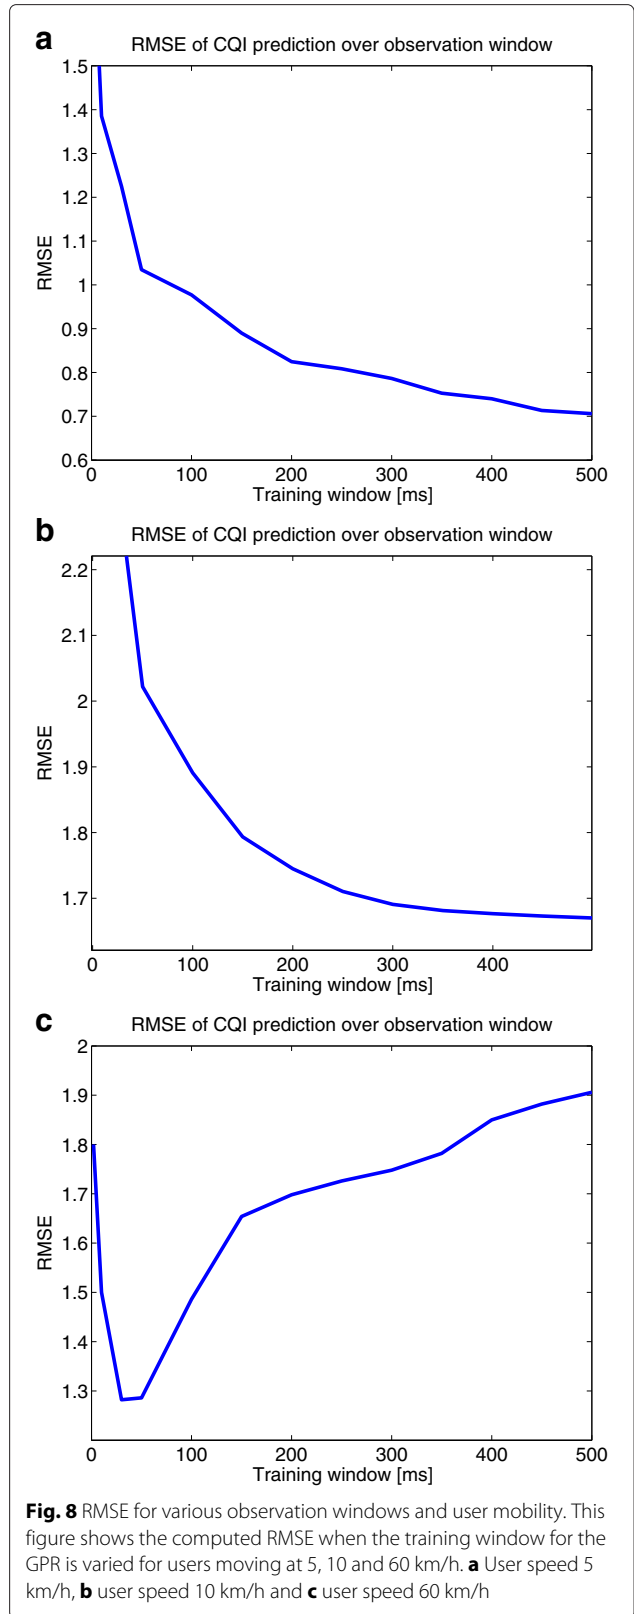 a
RMSE of CQI prediction over observation window
1.5
1.4
1.3
1.2
1.1
1
0.9
0.8
0.7
0.6
RMSE
0 100 200 300 400 500
Training window [ms]
b
RMSE of CQI prediction over observation window
2.2
2.1
2
1.9
1.8
1.7
RMSE
0 100 200 300 400
Training window [ms]
c
RMSE of CQI prediction over observation window
2
1.9
1.8
1.7
1.6
1.5
1.4
1.3
RMSE
0 100 200 300 400 500
Training window [ms]
Fig. 8 RMSE for various observation windows and user mobility. This
figure shows the computed RMSE when the training window for the
GPR is varied for users moving at 5, 10 and 60 km/h. a User speed 5
km/h, b user speed 10 km/h and c user speed 60 km/h